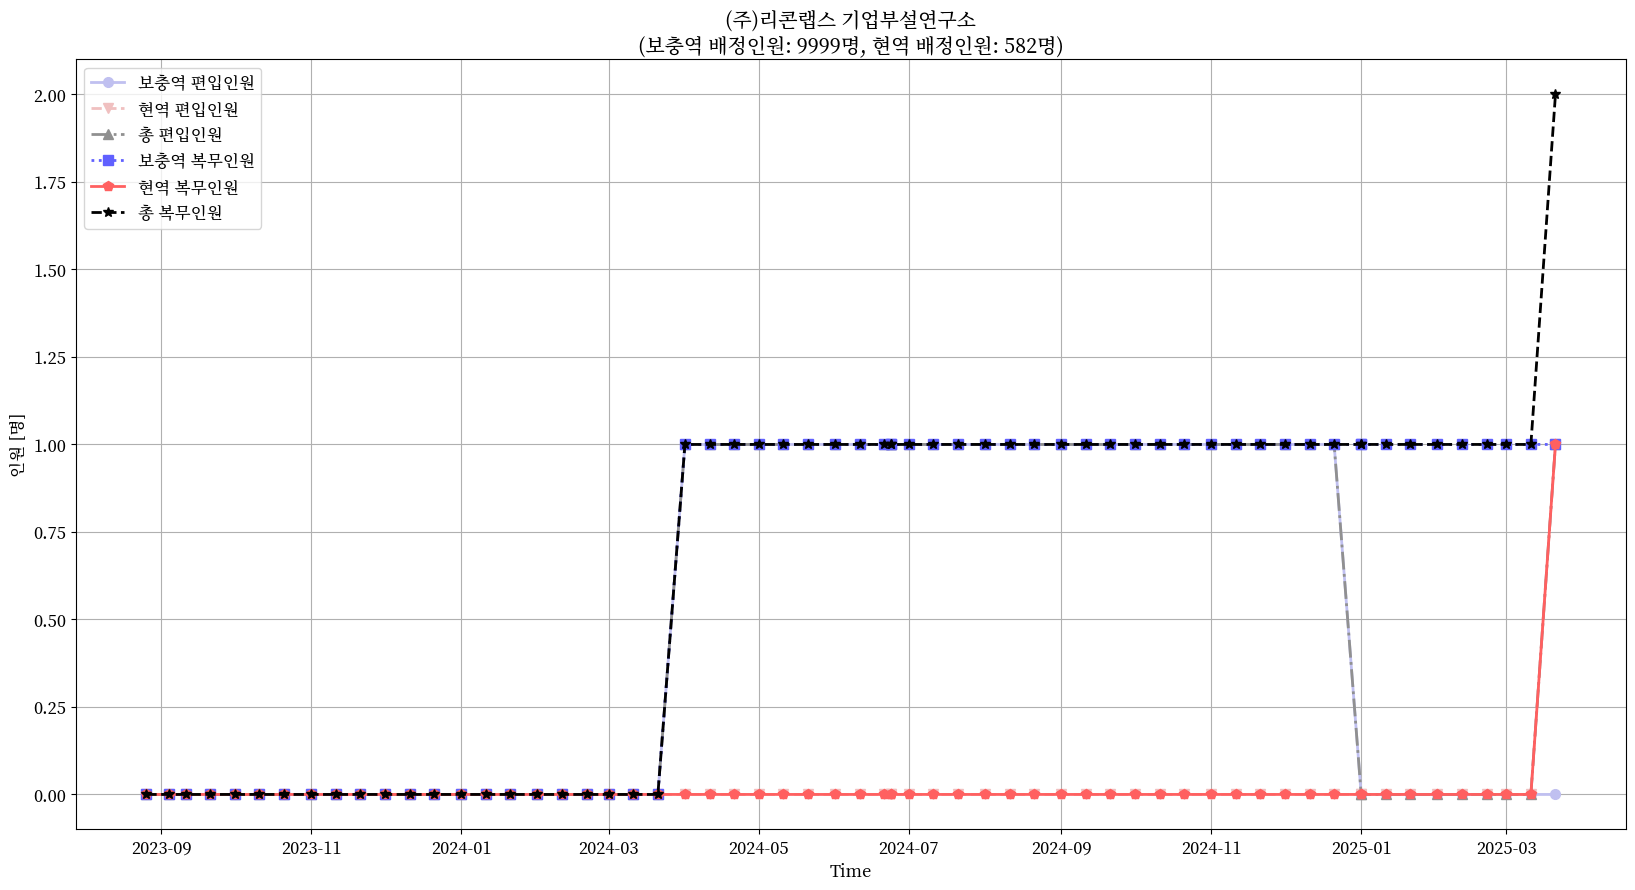 (주)리콘랩스 기업부설연구소
(보충역 배정인원: 9999명, 현역 배정인원: 582명)
보충역 편입인원
현역 편입인원
총 편입인원
보충역 복무인원
현역 복무인원
총 복무인원
2.00
1.75
1.50
1.25
1.00
0.75
0.50
0.25
0.00
인원 [명]
2023-09 2023-11 2024-01 2024-03 2024-05 2024-07 2024-09 2024-11 2025-01 2025-03
Time